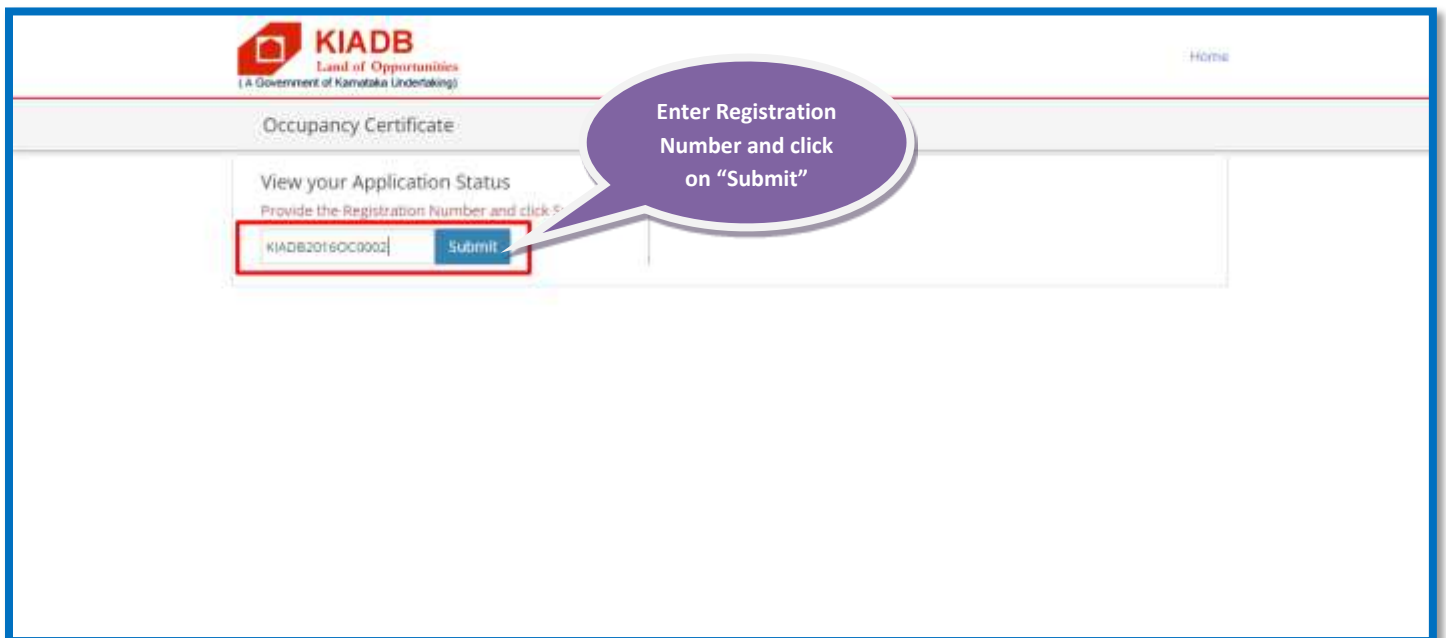 KIADB
Land of Opportunities
( A Government of Karnataka Undertaking)
Home
Occupancy Certificate
Enter Registration
Number and click
on “Submit”
View your Application Status
Provide the Registration Number and click
KIADB2016OC0002
Submit